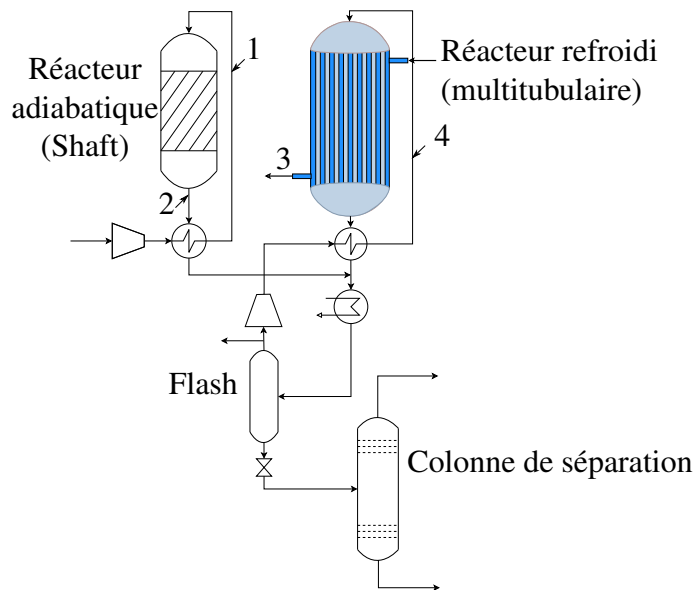 Réacteur
adiabatique
(Shaft)
1
2
Réacteur refroidi
(multitubulaire)
3
4
Flash
Colonne de séparation